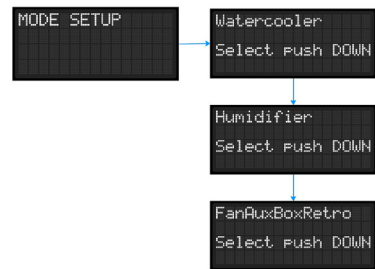 MODE SETUP
Watercooler
Select push DOWN
Humidifier
Select push DOWN
FanAuxBoxRetro
Select push DOWN